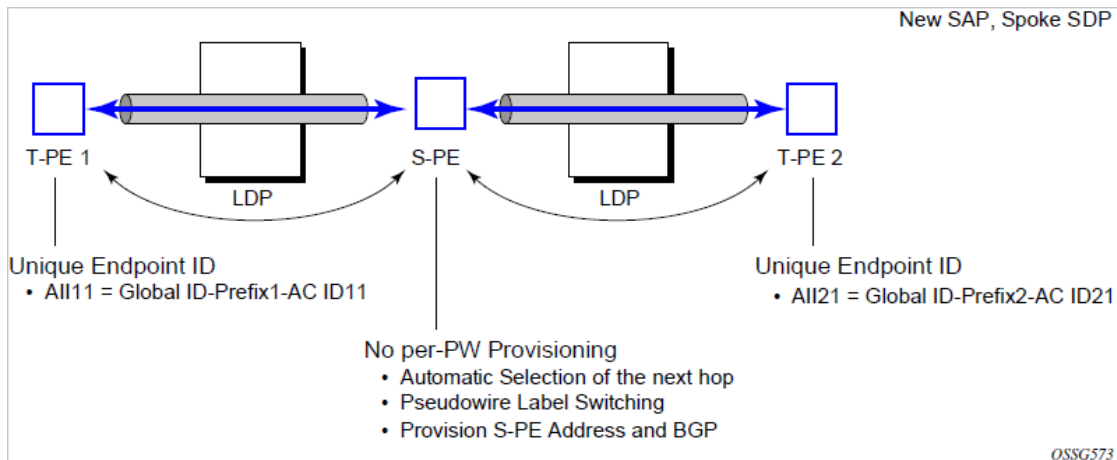 New SAP, Spoke SDP
T-PE 1
S-PE
T-PE 2
LDP
LDP
Unique Endpoint ID
• AII11 = Global ID-Prefix1-AC ID11
Unique Endpoint ID
• AII21 = Global ID-Prefix2-AC ID21
No per-PW Provisioning
• Automatic Selection of the next hop
• Pseudowire Label Switching
• Provision S-PE Address and BGP
OSSG573